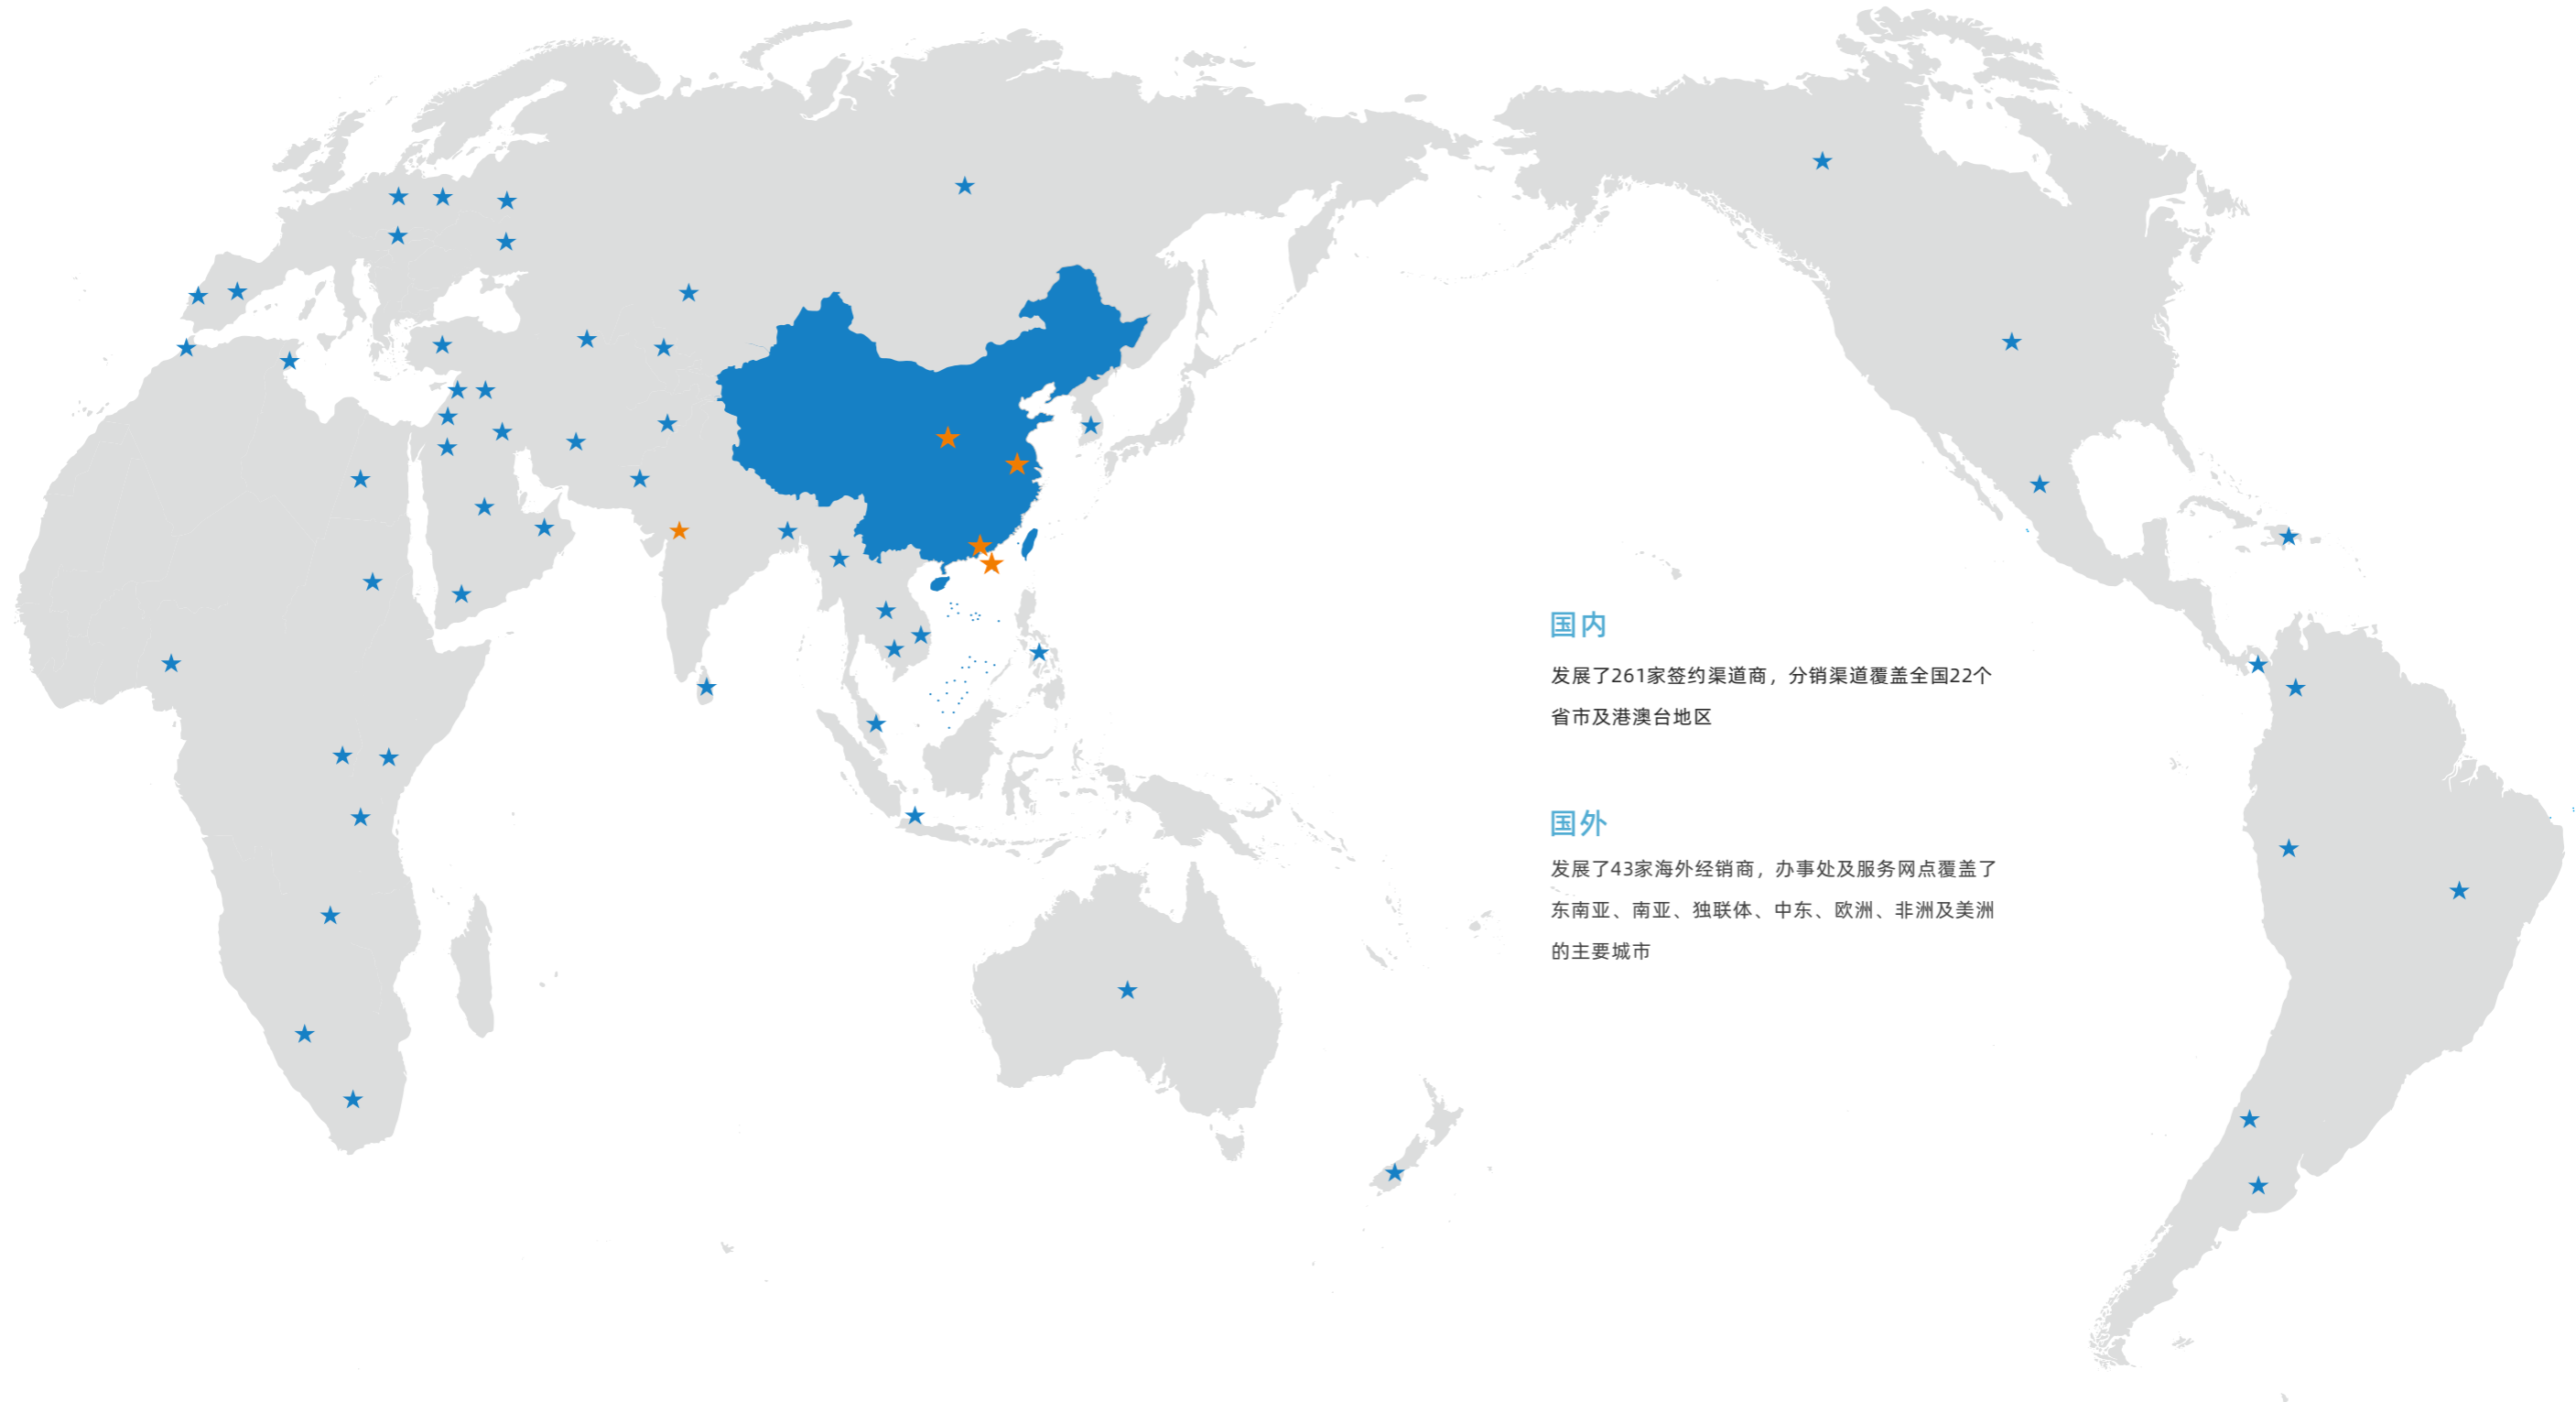 国内
发展了261家签约渠道商，分销渠道覆盖全国22个
省市及港澳台地区
国外
发展了43家海外经销商，办事处及服务网点覆盖了
东南亚、南亚、独联体、中东、欧洲、非洲及美洲
的主要城市